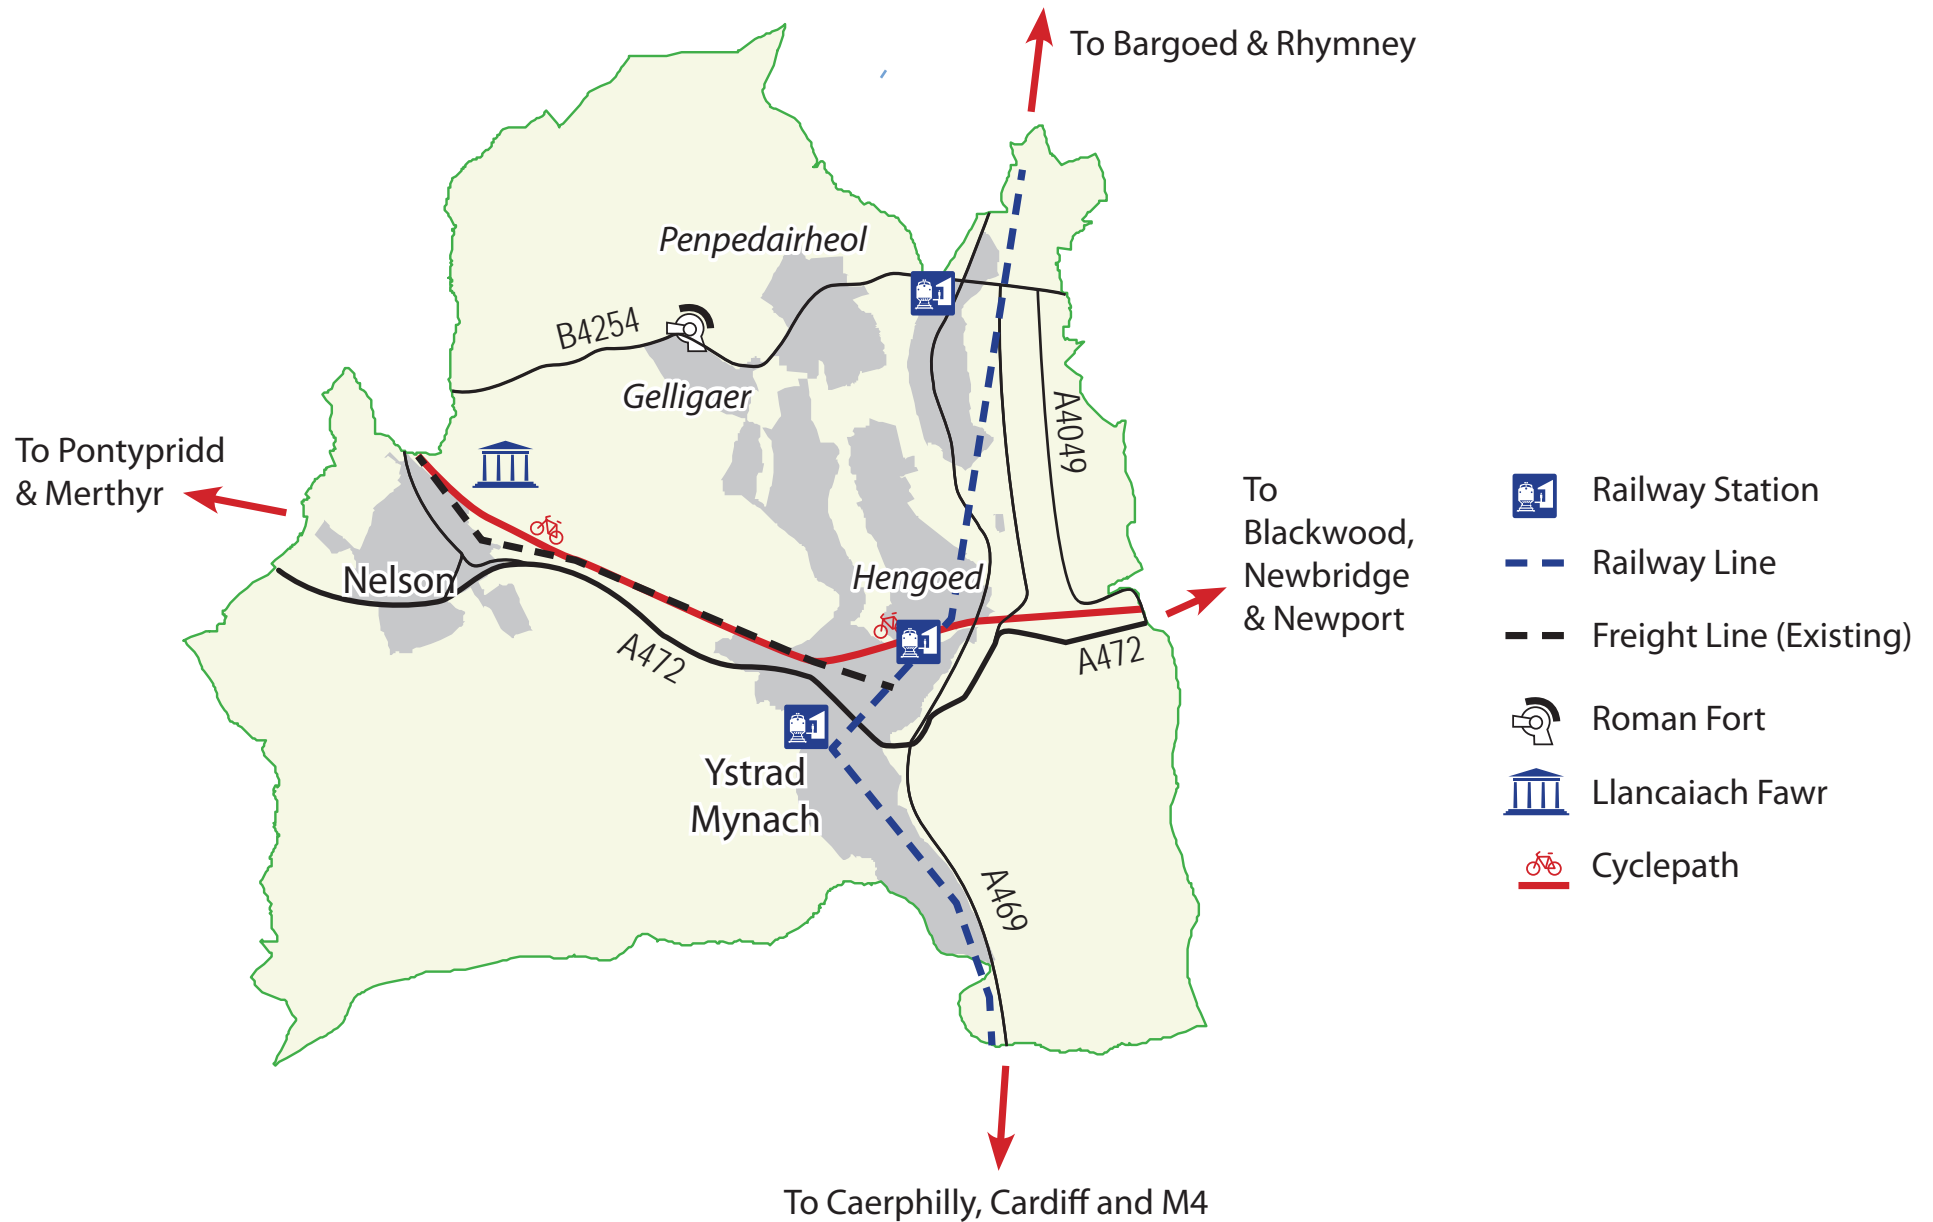 To Bargoed & Rhymney
Penpedairheol
B4254
Gelligaer
A4049
To Pontypridd
& Merthyr
To
Blackwood,
Newbridge
& Newport
Nelson
Hengoed
A472
A472
Ystrad
Mynach
A469
To Caerphilly, Cardiff and M4
Railway Station
Railway Line
Freight Line (Existing)
Roman Fort
Llancaiach Fawr
Cyclepath